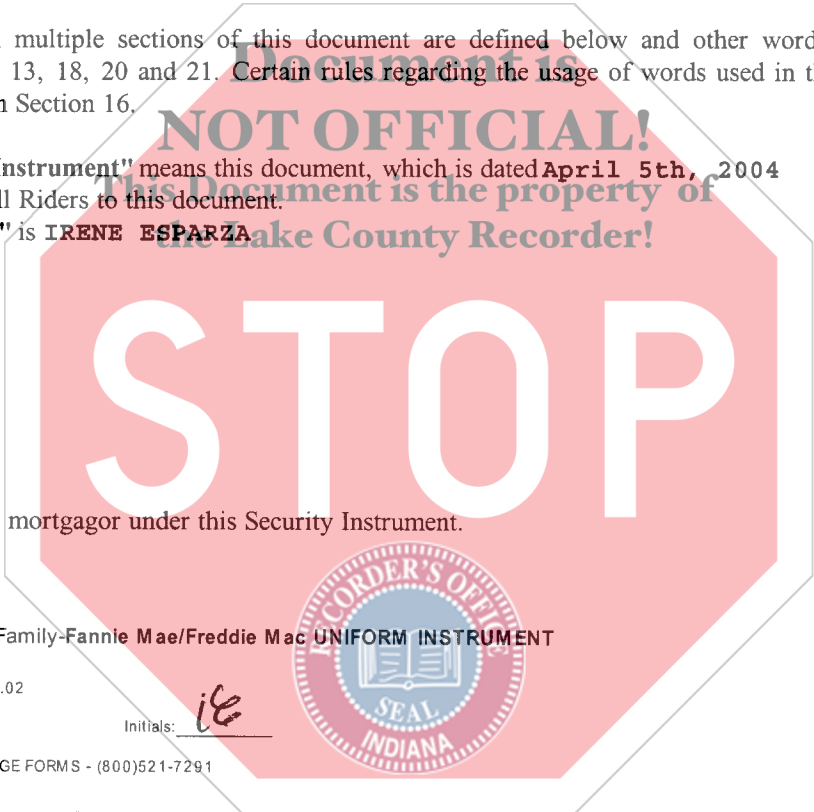 multiple sections of this document are defined below and other word
Document is
13, 18, 20 and 21. Certain rules regarding the usage of words used in t
Section 16.
NOT OFFICIAL!
Instrument" means this document, which is dated April 5th, 2004
This Document is the property of
ll Riders to this document.
" is IRENE ESPARZA
the Lake County Recorder!
STOP
mortgagor under this Security Instrument.
RECORDER'S OFFICE
Family-Fannie Mae/Freddie Mac UNIFORM INSTRUMENT
.02
SEAL
Initials: ie
INDIANA
GE FORMS - (800)521-7291